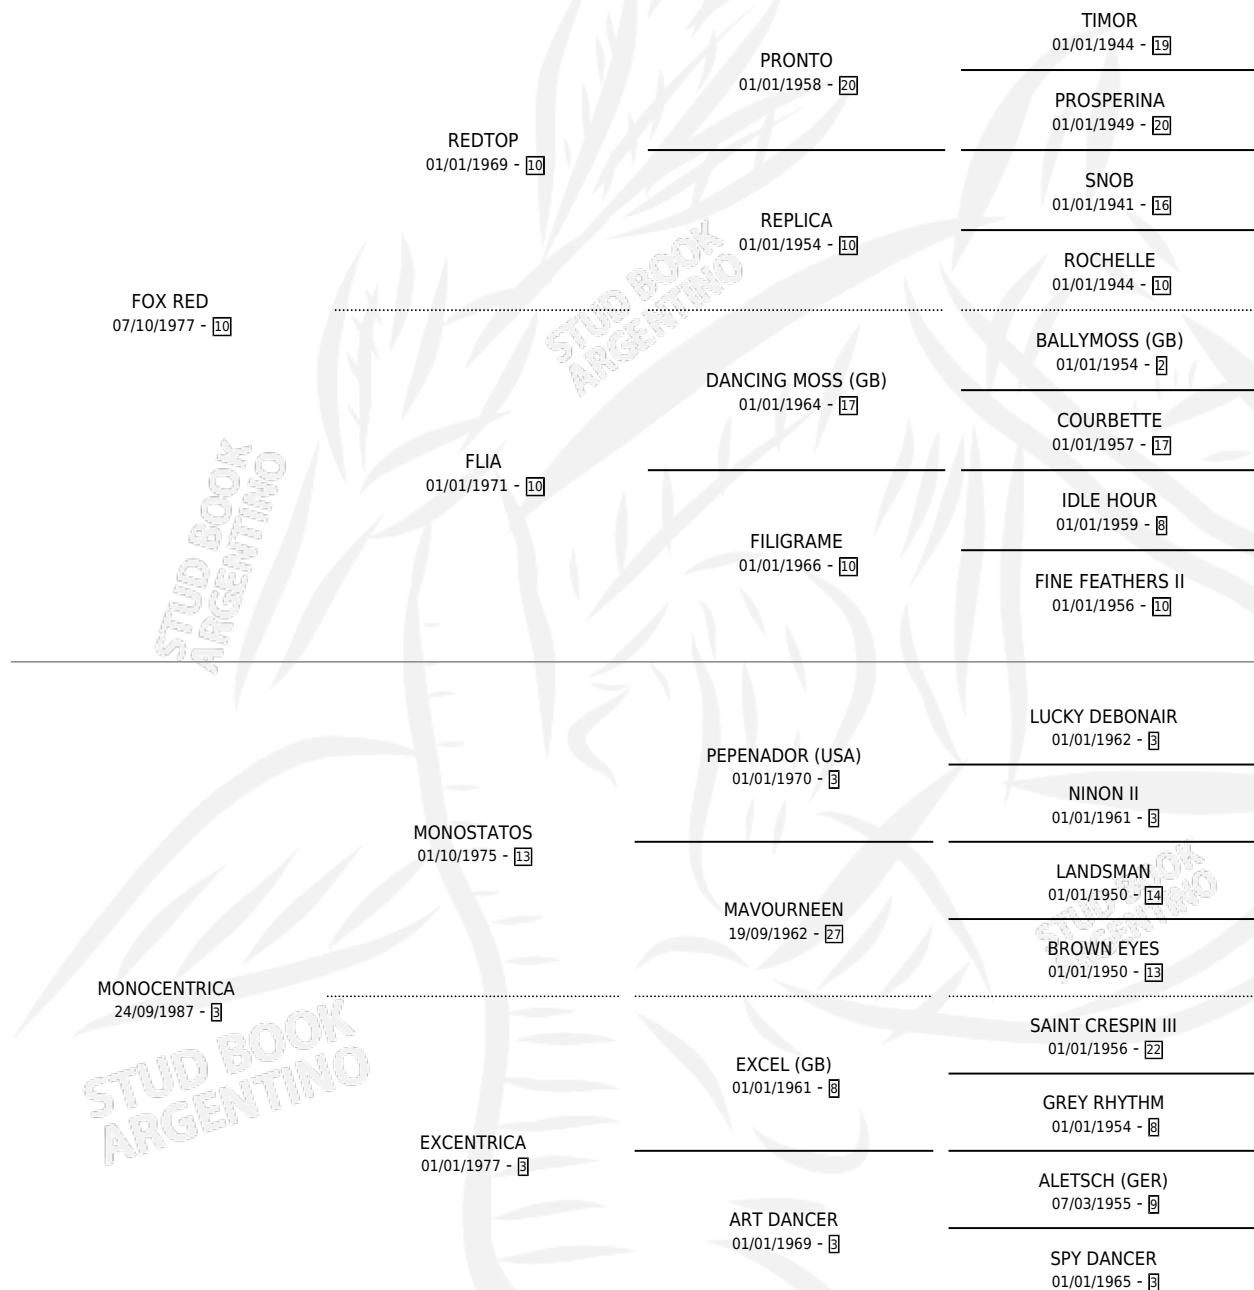 TIMOR
01/01/1944 - 19
PRONTO
01/01/1958 - 20
PROSPERINA
01/01/1949 - 20
REDTOP
01/01/1969 - 10
SNOB
01/01/1941 - 16
REPLICA
01/01/1954 - 10
ROCHELLE
01/01/1944 - 10
FOX RED
07/10/1977 - 10
BALLYMOSS (GB)
01/01/1954 - 2
DANCING MOSS (GB)
01/01/1964 - 17
COURBETTE
01/01/1957 - 17
FLIA
01/01/1971 - 10
IDLE HOUR
01/01/1959 - 8
FILIGRAME
01/01/1966 - 10
FINE FEATHERS II
01/01/1956 - 10
LUCKY DEBONAIR
01/01/1962 - 3
PEPENADOR (USA)
01/01/1970 - 3
NINON II
01/01/1961 - 3
MONOSTATOS
01/10/1975 - 13
LANDSMAN
01/01/1950 - 14
MAVOURNEEN
19/09/1962 - 27
BROWN EYES
01/01/1950 - 13
MONOCENTRICA
24/09/1987 - 3
SAINT CRESPIN III
01/01/1956 - 22
EXCEL (GB)
01/01/1961 - 8
GREY RHYTHM
01/01/1954 - 8
EXCENTRICA
01/01/1977 - 3
ALETSCH (GER)
07/03/1955 - 9
ART DANCER
01/01/1969 - 3
SPY DANCER
01/01/1965 - 3
STUD BOOK
ARGENTINO
STUD BOOK
ARGENTINO
STUD BOOK
ARGENTINO
STUD BOOK
ARGENTINO